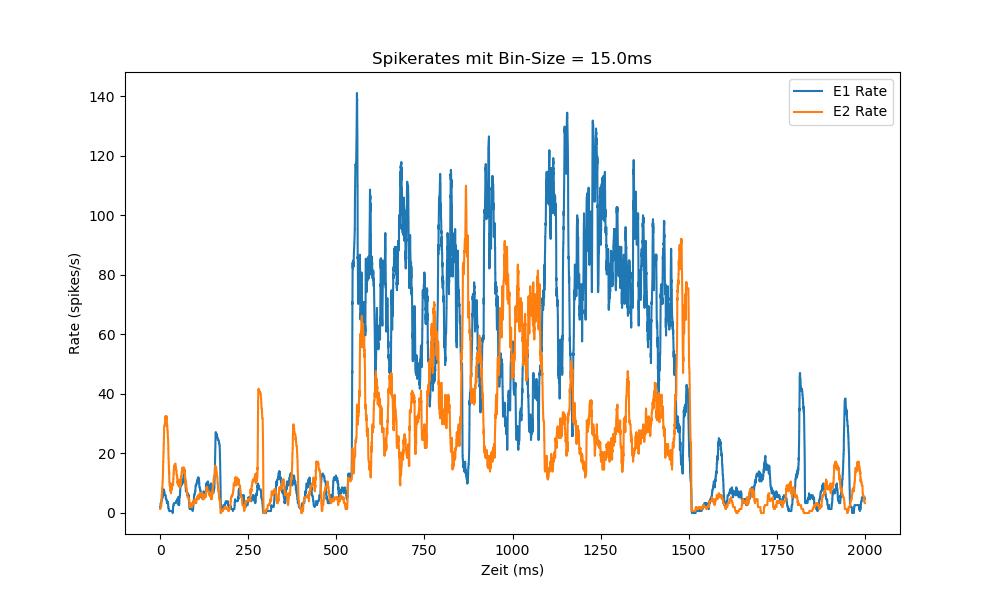 Spikerates mit Bin-Size = 15.0ms
E1 Rate
E2 Rate
140
120
100
80
60
40
20
0
Rate (spikes/s)
0 250 500 750 1000 1250 1500 1750 2000
Zeit (ms)